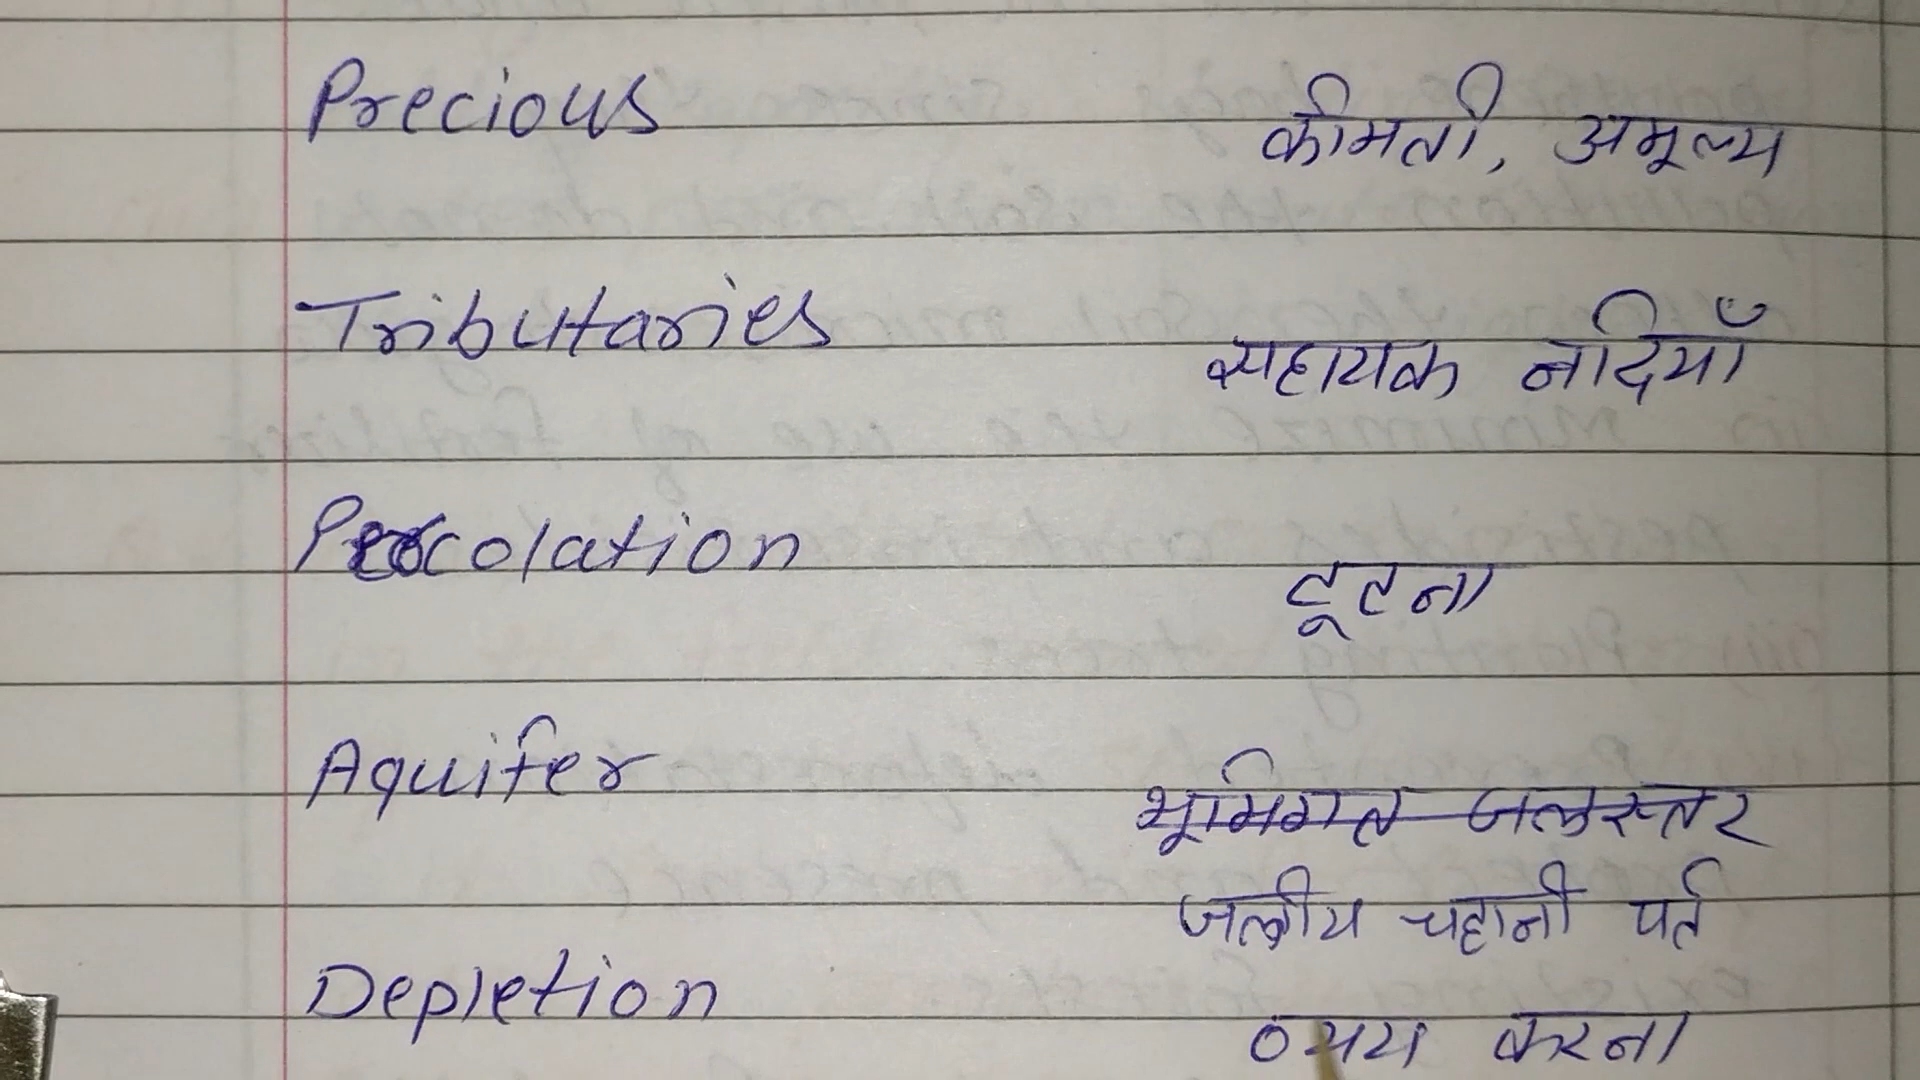 Precious कीमती, अमूल्य
Tributaries सहायक नदियाँ
Percolation टूटना
Aquifer भूमिगत जलस्तर
जलीय चट्टानी पर्त
Depletion व्यय करना